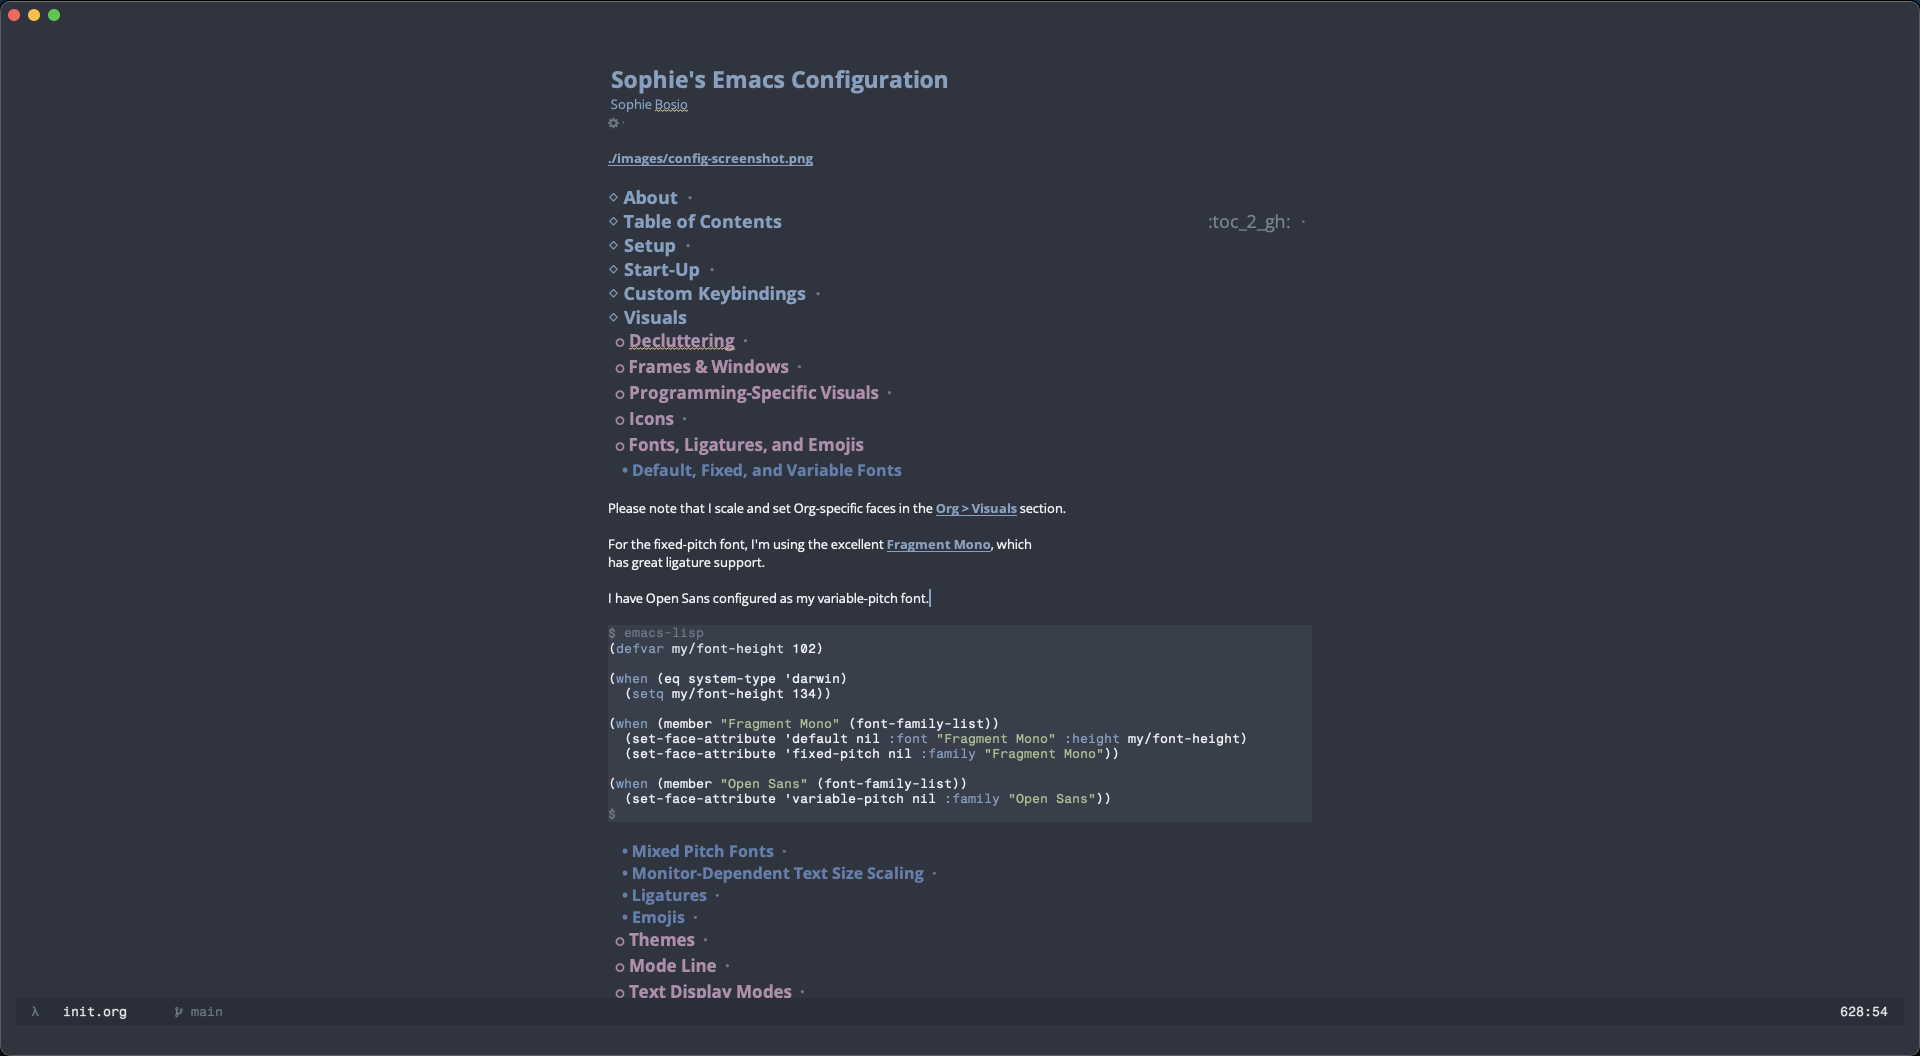 Sophie's Emacs Configuration
Sophie Bosio
./images/config-screenshot.png
◇ About ·
◇ Table of Contents :toc_2_gh: ·
◇ Setup ·
◇ Start-Up ·
◇ Custom Keybindings ·
◇ Visuals
○ Decluttering ·
○ Frames & Windows ·
○ Programming-Specific Visuals ·
○ Icons ·
○ Fonts, Ligatures, and Emojis
• Default, Fixed, and Variable Fonts
Please note that I scale and set Org-specific faces in the Org > Visuals section.
For the fixed-pitch font, I'm using the excellent Fragment Mono, which
has great ligature support.
I have Open Sans configured as my variable-pitch font.
$ emacs-lisp
(defvar my/font-height 102)
(when (eq system-type 'darwin)
  (setq my/font-height 134))
(when (member "Fragment Mono" (font-family-list))
  (set-face-attribute 'default nil :font "Fragment Mono" :height my/font-height)
  (set-face-attribute 'fixed-pitch nil :family "Fragment Mono"))
(when (member "Open Sans" (font-family-list))
  (set-face-attribute 'variable-pitch nil :family "Open Sans"))
$
• Mixed Pitch Fonts ·
• Monitor-Dependent Text Size Scaling ·
• Ligatures ·
• Emojis ·
○ Themes ·
○ Mode Line ·
○ Text Display Modes ·
λ init.org main 628:54